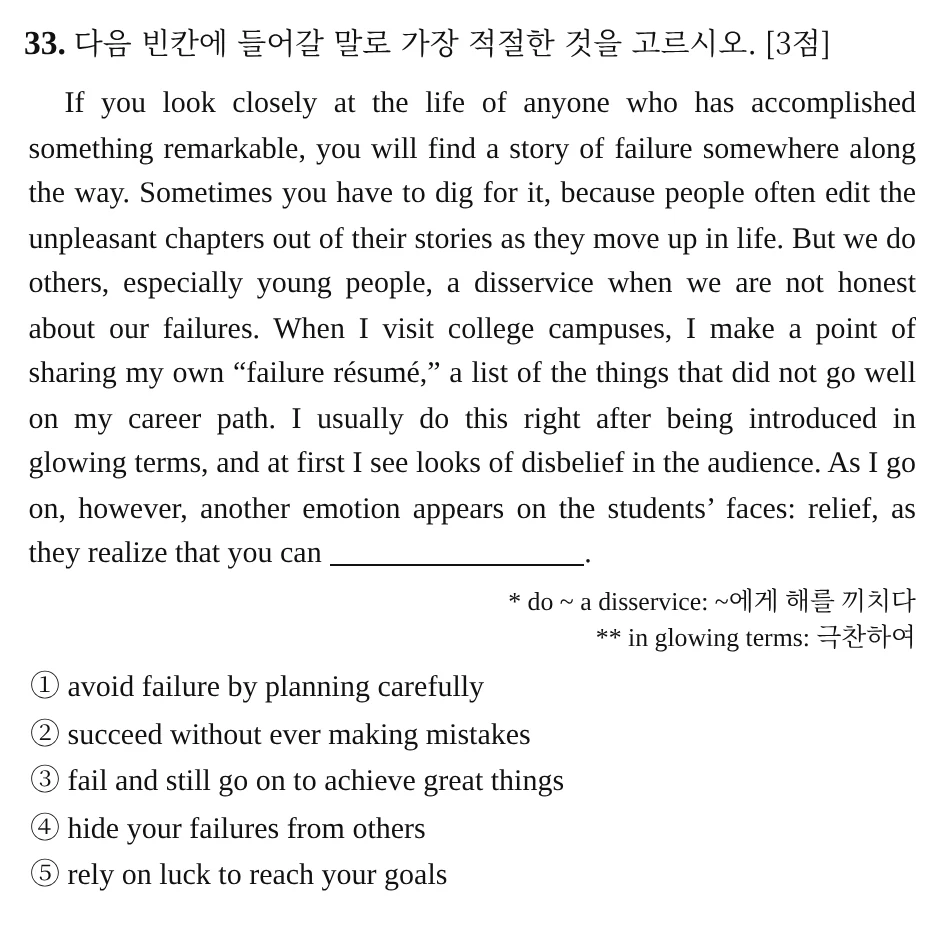 33. 다음 빈칸에 들어갈 말로 가장 적절한 것을 고르시오. [3점]
If you look closely at the life of anyone who has accomplished
something remarkable, you will find a story of failure somewhere along
the way. Sometimes you have to dig for it, because people often edit the
unpleasant chapters out of their stories as they move up in life. But we do
others, especially young people, a disservice when we are not honest
about our failures. When I visit college campuses, I make a point of
sharing my own “failure résumé,” a list of the things that did not go well
on my career path. I usually do this right after being introduced in
glowing terms, and at first I see looks of disbelief in the audience. As I go
on, however, another emotion appears on the students’ faces: relief, as
they realize that you can ________________.
* do ~ a disservice: ~에게 해를 끼치다
** in glowing terms: 극찬하여
① avoid failure by planning carefully
② succeed without ever making mistakes
③ fail and still go on to achieve great things
④ hide your failures from others
⑤ rely on luck to reach your goals